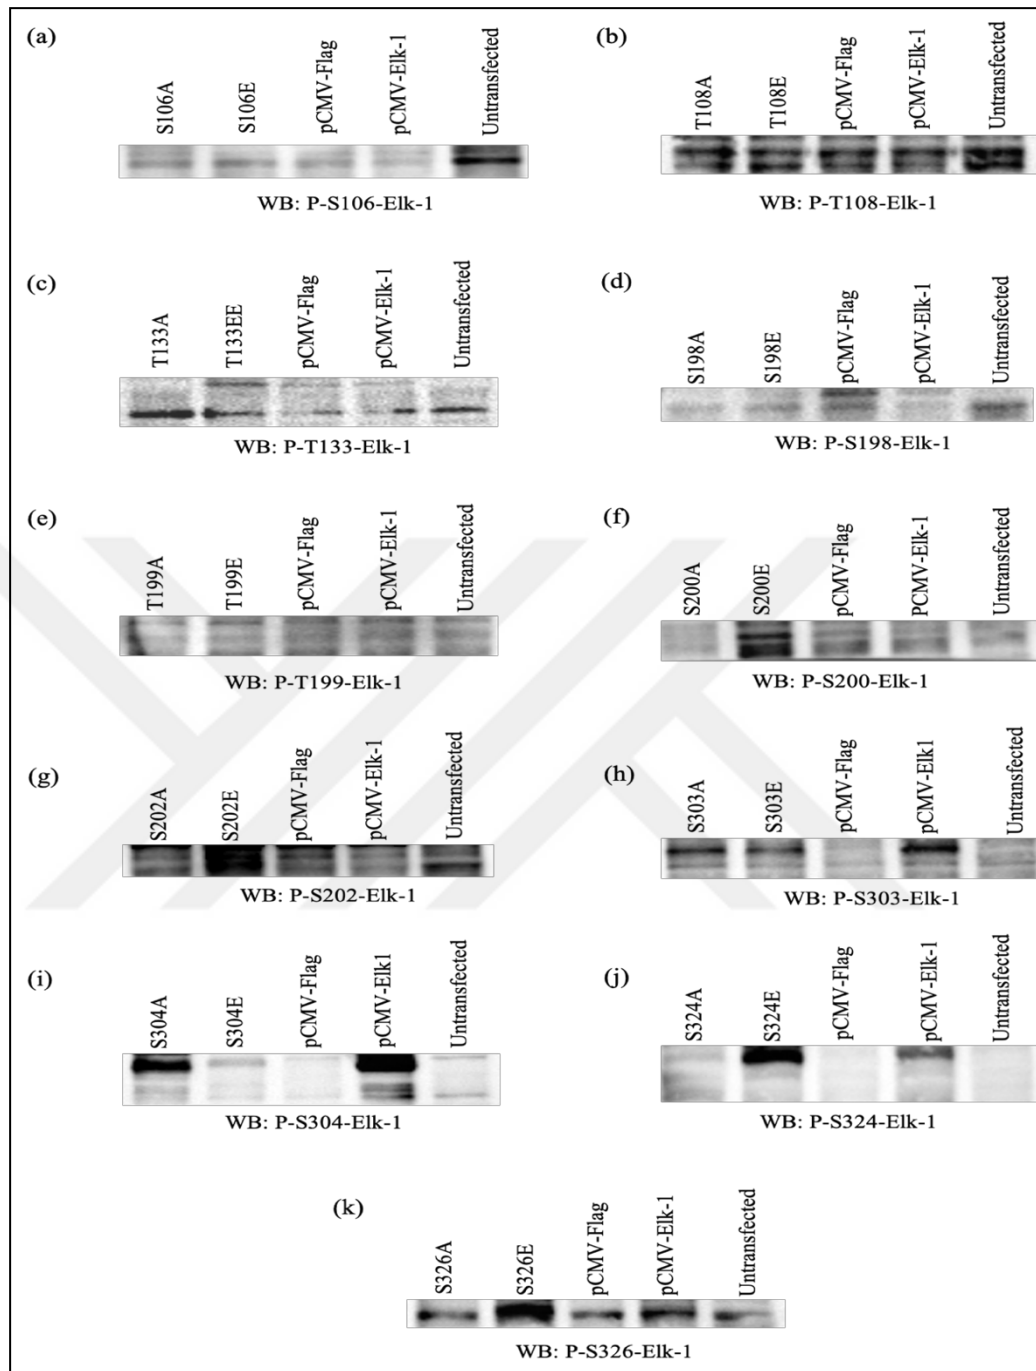 (a)
S106A
S106E
pCMV-Flag
pCMV-Elk-1
Untransfected
WB: P-S106-Elk-1
(b)
T108A
T108E
pCMV-Flag
pCMV-Elk-1
Untransfected
WB: P-T108-Elk-1
(c)
T133A
T133EE
pCMV-Flag
pCMV-Elk-1
Untransfected
WB: P-T133-Elk-1
(d)
S198A
S198E
pCMV-Flag
pCMV-Elk-1
Untransfected
WB: P-S198-Elk-1
(e)
T199A
T199E
pCMV-Flag
pCMV-Elk-1
Untransfected
WB: P-T199-Elk-1
(f)
S200A
S200E
pCMV-Flag
PCMV-Elk-1
Untransfected
WB: P-S200-Elk-1
(g)
S202A
S202E
pCMV-Flag
pCMV-Elk-1
Untransfected
WB: P-S202-Elk-1
(h)
S303A
S303E
pCMV-Flag
pCMV-Elk1
Untransfected
WB: P-S303-Elk-1
(i)
S304A
S304E
pCMV-Flag
pCMV-Elk1
Untransfected
WB: P-S304-Elk-1
(j)
S324A
S324E
pCMV-Flag
pCMV-Elk-1
Untransfected
WB: P-S324-Elk-1
(k)
S326A
S326E
pCMV-Flag
pCMV-Elk-1
Untransfected
WB: P-S326-Elk-1